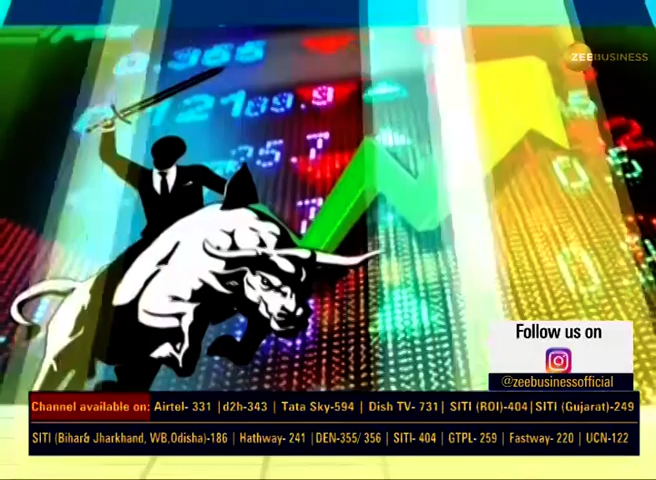 ZEEBUSINESS
Follow us on
@zeebusinessofficial
Channel available on: Airtel- 331 | d2h-343 | Tata Sky-594 | Dish TV- 731 | SITI (ROI)-404 | SITI (Gujarat)-249
SITI (Bihar& Jharkhand, WB,Odisha)-186 | Hathway- 241 | DEN-355/ 356 | SITI- 404 | GTPL- 259 | Fastway- 220 | UCN-122